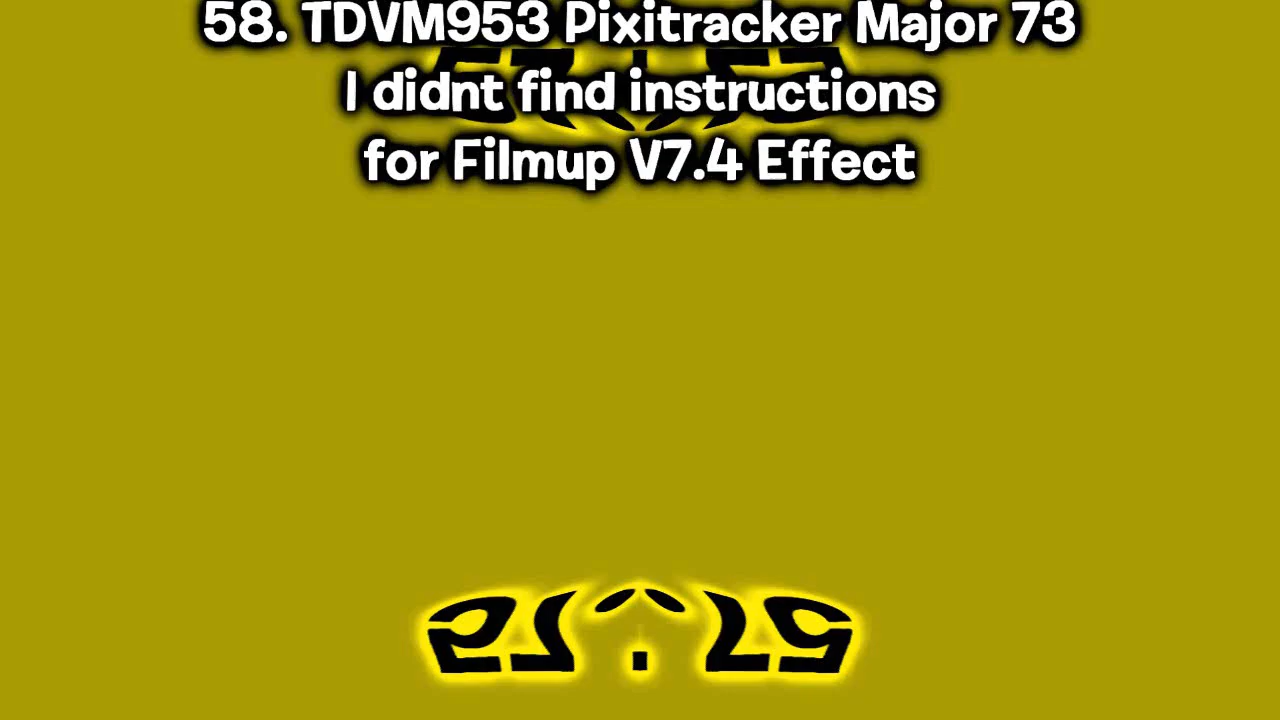 58. TDVM953 Pixitracker Major 73
I didnt find instructions
for Filmup V7.4 Effect